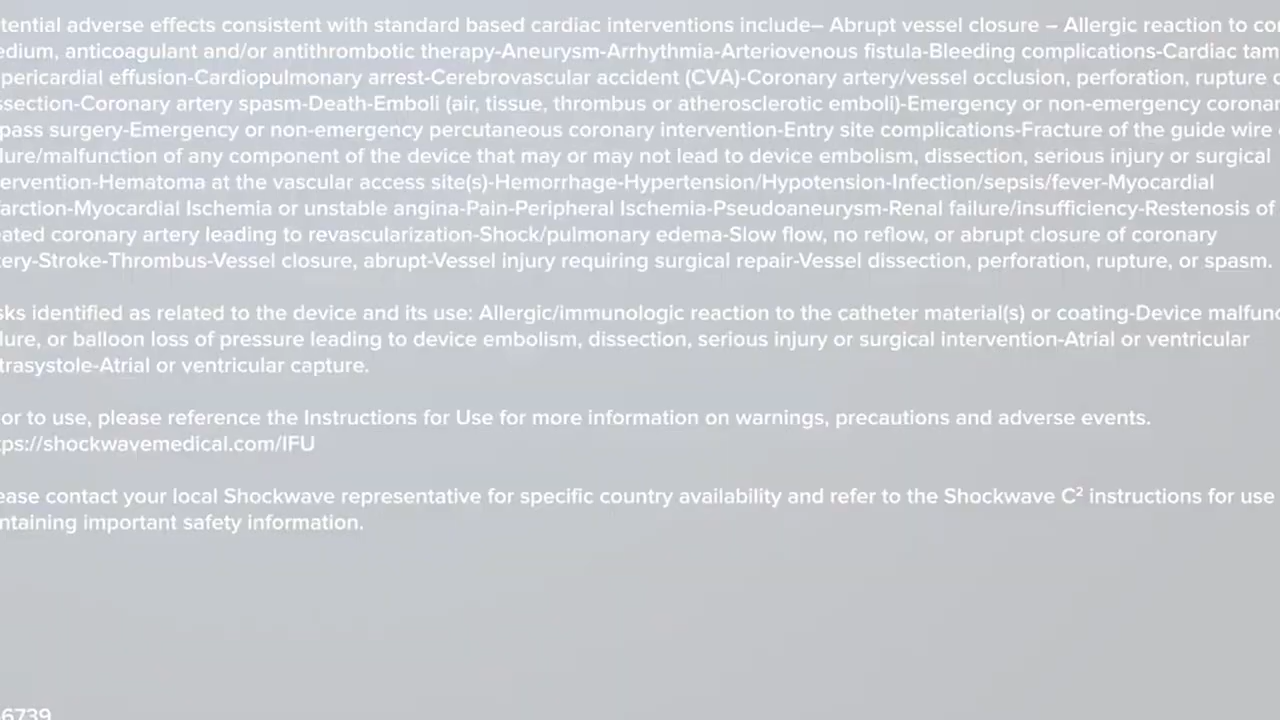 tential adverse effects consistent with standard based cardiac interventions include– Abrupt vessel closure – Allergic reaction to co
edium, anticoagulant and/or antithrombotic therapy-Aneurysm-Arrhythmia-Arteriovenous fistula-Bleeding complications-Cardiac tam
pericardial effusion-Cardiopulmonary arrest-Cerebrovascular accident (CVA)-Coronary artery/vessel occlusion, perforation, rupture o
ssection-Coronary artery spasm-Death-Emboli (air, tissue, thrombus or atherosclerotic emboli)-Emergency or non-emergency coronar
pass surgery-Emergency or non-emergency percutaneous coronary intervention-Entry site complications-Fracture of the guide wire
lure/malfunction of any component of the device that may or may not lead to device embolism, dissection, serious injury or surgical
ervention-Hematoma at the vascular access site(s)-Hemorrhage-Hypertension/Hypotension-Infection/sepsis/fever-Myocardial
farction-Myocardial Ischemia or unstable angina-Pain-Peripheral Ischemia-Pseudoaneurysm-Renal failure/insufficiency-Restenosis of
eated coronary artery leading to revascularization-Shock/pulmonary edema-Slow flow, no reflow, or abrupt closure of coronary
tery-Stroke-Thrombus-Vessel closure, abrupt-Vessel injury requiring surgical repair-Vessel dissection, perforation, rupture, or spasm.
sks identified as related to the device and its use: Allergic/immunologic reaction to the catheter material(s) or coating-Device malfunc
lure, or balloon loss of pressure leading to device embolism, dissection, serious injury or surgical intervention-Atrial or ventricular
trasystole-Atrial or ventricular capture.
or to use, please reference the Instructions for Use for more information on warnings, precautions and adverse events.
tps://shockwavemedical.com/IFU
ease contact your local Shockwave representative for specific country availability and refer to the Shockwave C² instructions for use
ntaining important safety information.
6739